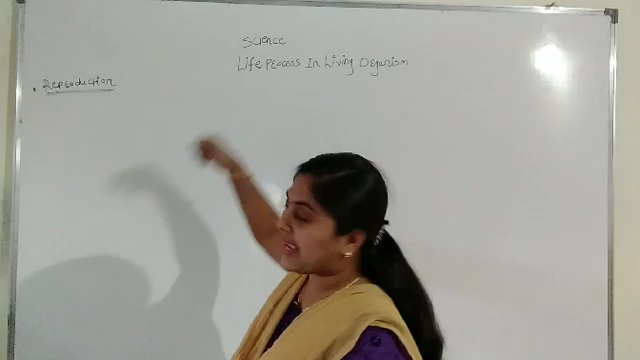 Science
Life Process In Living Organism
. Reproduction